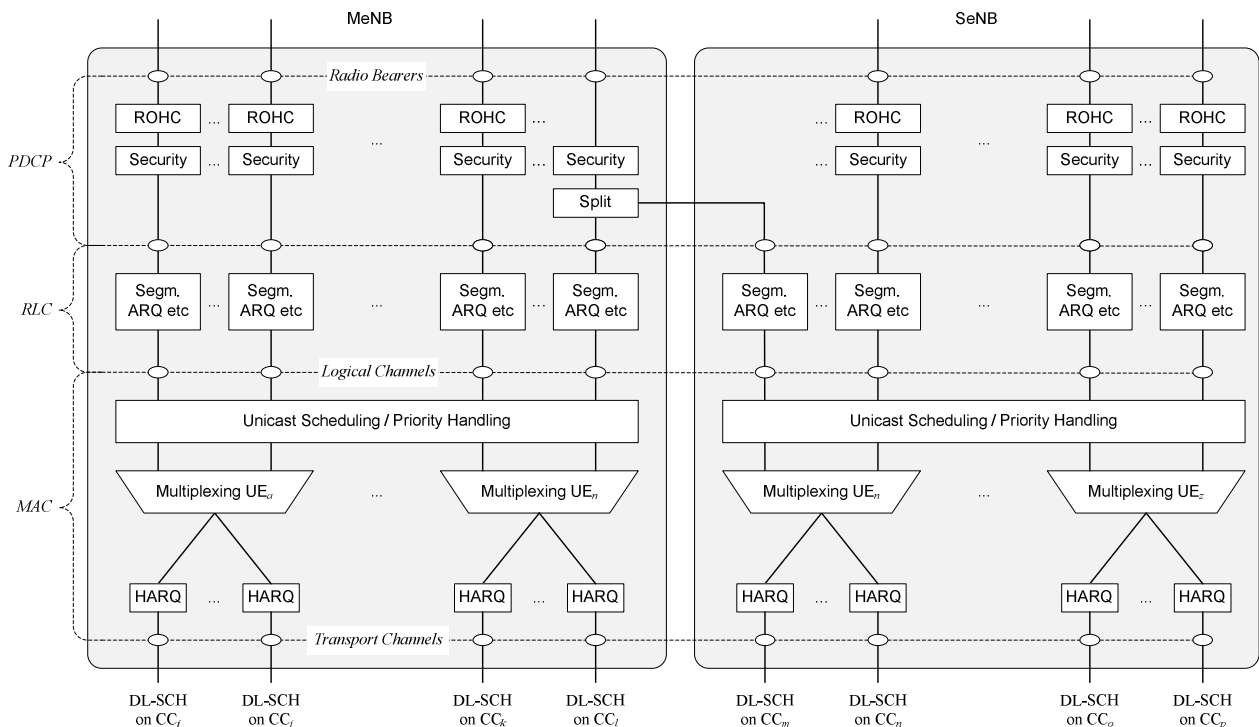 MeNB SeNB
Radio Bearers
ROHC ... ROHC ROHC ... ... ROHC ROHC ROHC
... ...
PDCP
Security ... Security Security ... Security ... Security Security ... Security
Split
RLC
Segm. ARQ etc ... Segm. ARQ etc ... Segm. ARQ etc ... Segm. ARQ etc Segm. ARQ etc ... Segm. ARQ etc ... Segm. ARQ etc ... Segm. ARQ etc
Logical Channels
Unicast Scheduling / Priority Handling Unicast Scheduling / Priority Handling
MAC
Multiplexing UEa ... Multiplexing UEn Multiplexing UEn ... Multiplexing UEz
HARQ ... HARQ HARQ ... HARQ HARQ ... HARQ HARQ ... HARQ
Transport Channels
DL-SCH DL-SCH DL-SCH DL-SCH DL-SCH DL-SCH DL-SCH DL-SCH
on CCi on CCj on CCk on CCl on CCm on CCn on CCo on CCp